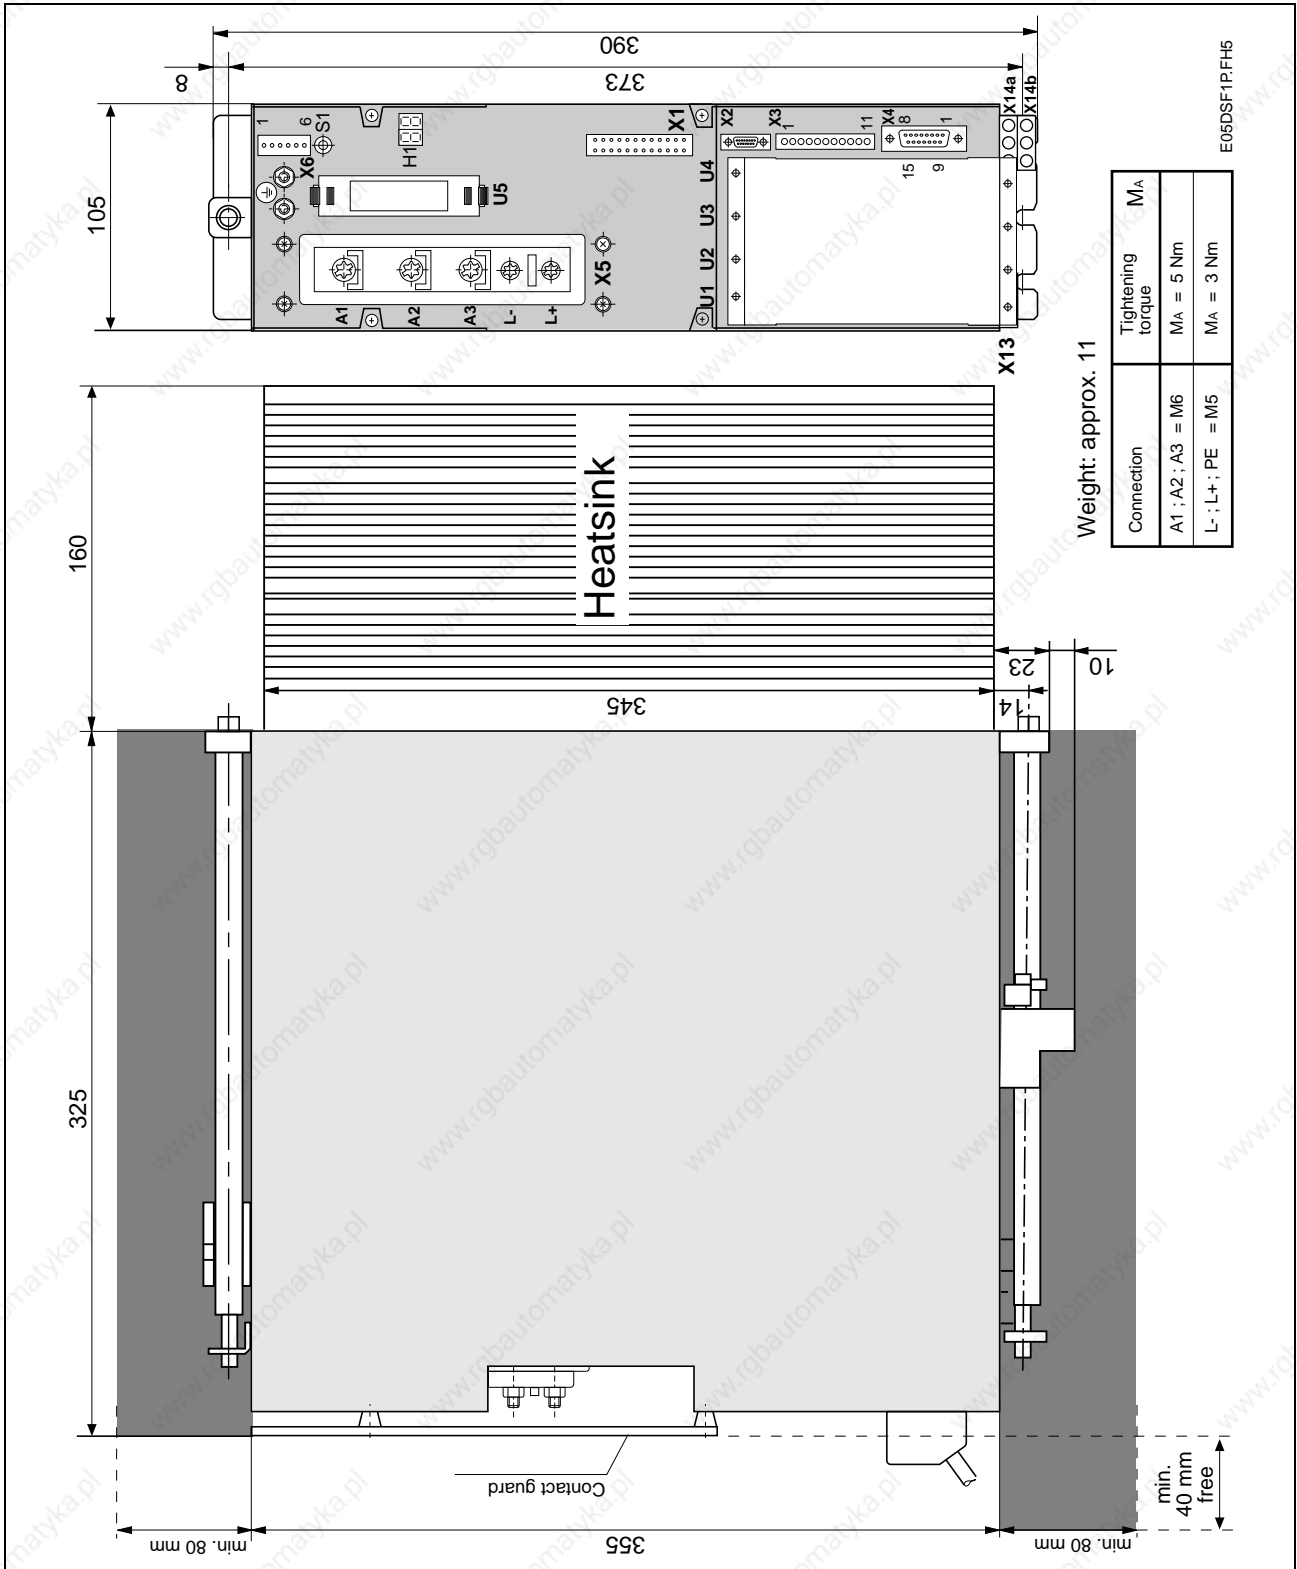 390
373
8
105
1
6
S1
X6
H1
U5
X1
X2
X3
1
11
X4
8
1
15
9
X14a
X14b
U4
U3
U2
U1
X5
A1
A2
A3
L-
L+
X13
E05DSF1P.FH5
160
Heatsink
345
23
14
10
Weight: approx. 11
Connection
Tightening
torque
MA
A1 ; A2 ; A3 = M6
MA = 5 Nm
L- ; L+ ; PE = M5
MA = 3 Nm
325
Contact guard
min. 80 mm
355
min. 80 mm
min.
40 mm
free
www.rgbautomatyka.pl